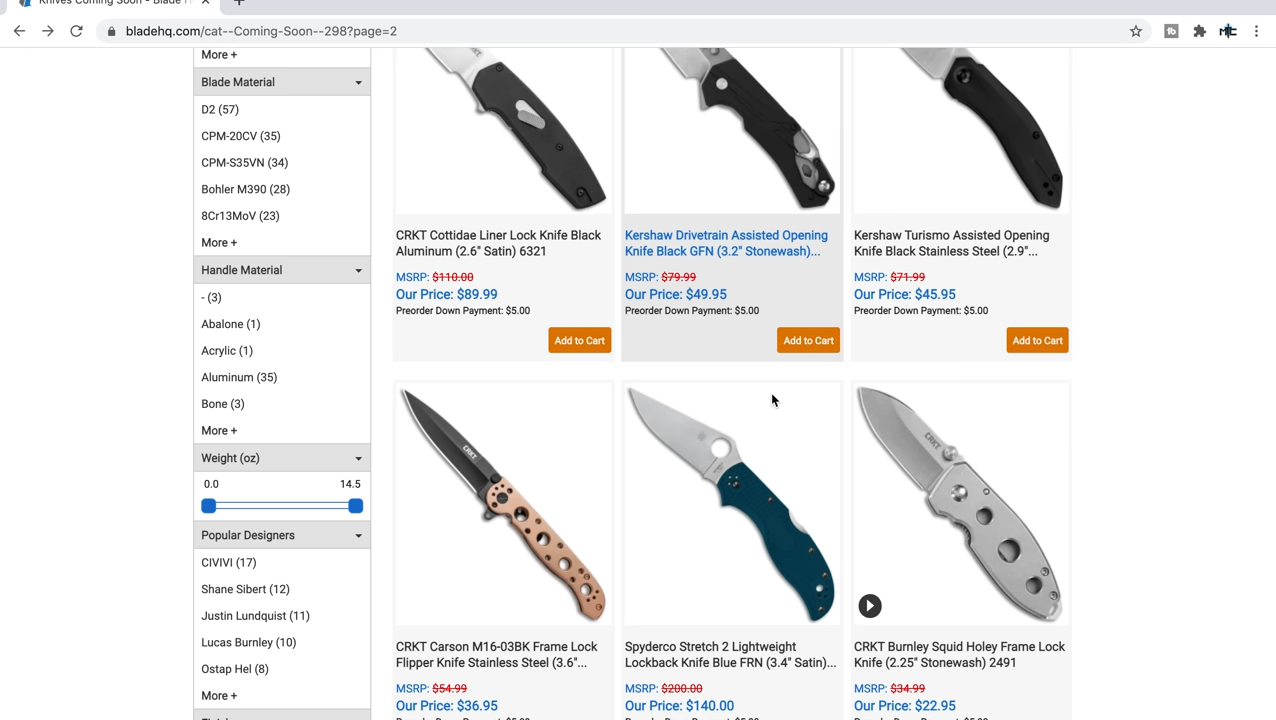 Knives Coming Soon - Blade H
bladehq.com/cat--Coming-Soon--298?page=2
More +
Blade Material
D2 (57)
CPM-20CV (35)
CPM-S35VN (34)
Bohler M390 (28)
8Cr13MoV (23)
More +
Handle Material
- (3)
Abalone (1)
Acrylic (1)
Aluminum (35)
Bone (3)
More +
Weight (oz)
0.0 14.5
Popular Designers
CIVIVI (17)
Shane Sibert (12)
Justin Lundquist (11)
Lucas Burnley (10)
Ostap Hel (8)
More +
CRKT Cottidae Liner Lock Knife Black
Aluminum (2.6" Satin) 6321
MSRP: $110.00
Our Price: $89.99
Preorder Down Payment: $5.00
Add to Cart
Kershaw Drivetrain Assisted Opening
Knife Black GFN (3.2" Stonewash)...
MSRP: $79.99
Our Price: $49.95
Preorder Down Payment: $5.00
Add to Cart
Kershaw Turismo Assisted Opening
Knife Black Stainless Steel (2.9"...
MSRP: $71.99
Our Price: $45.95
Preorder Down Payment: $5.00
Add to Cart
CRKT
CRKT Carson M16-03BK Frame Lock
Flipper Knife Stainless Steel (3.6"...
MSRP: $54.99
Our Price: $36.95
Spyderco Stretch 2 Lightweight
Lockback Knife Blue FRN (3.4" Satin)...
MSRP: $200.00
Our Price: $140.00
CRKT
CRKT Burnley Squid Holey Frame Lock
Knife (2.25" Stonewash) 2491
MSRP: $34.99
Our Price: $22.95